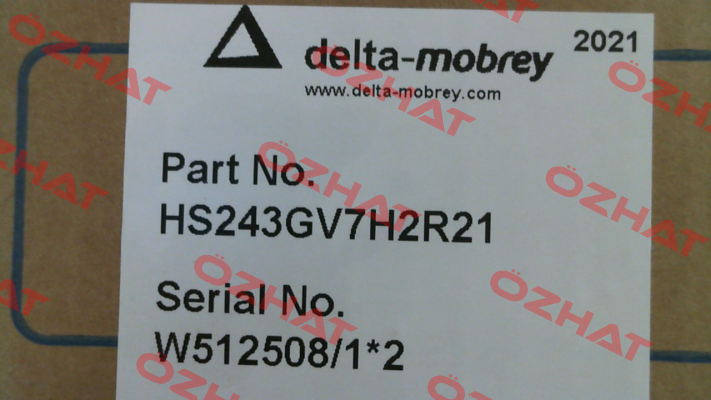 delta-mobrey
2021
www.delta-mobrey.com
Part No.
HS243GV7H2R21
Serial No.
W512508/1*2
ÖZHAT
ÖZHAT
ÖZHAT
ÖZHAT
ÖZHAT
ÖZHAT
ÖZHAT
ÖZHAT
ÖZHAT